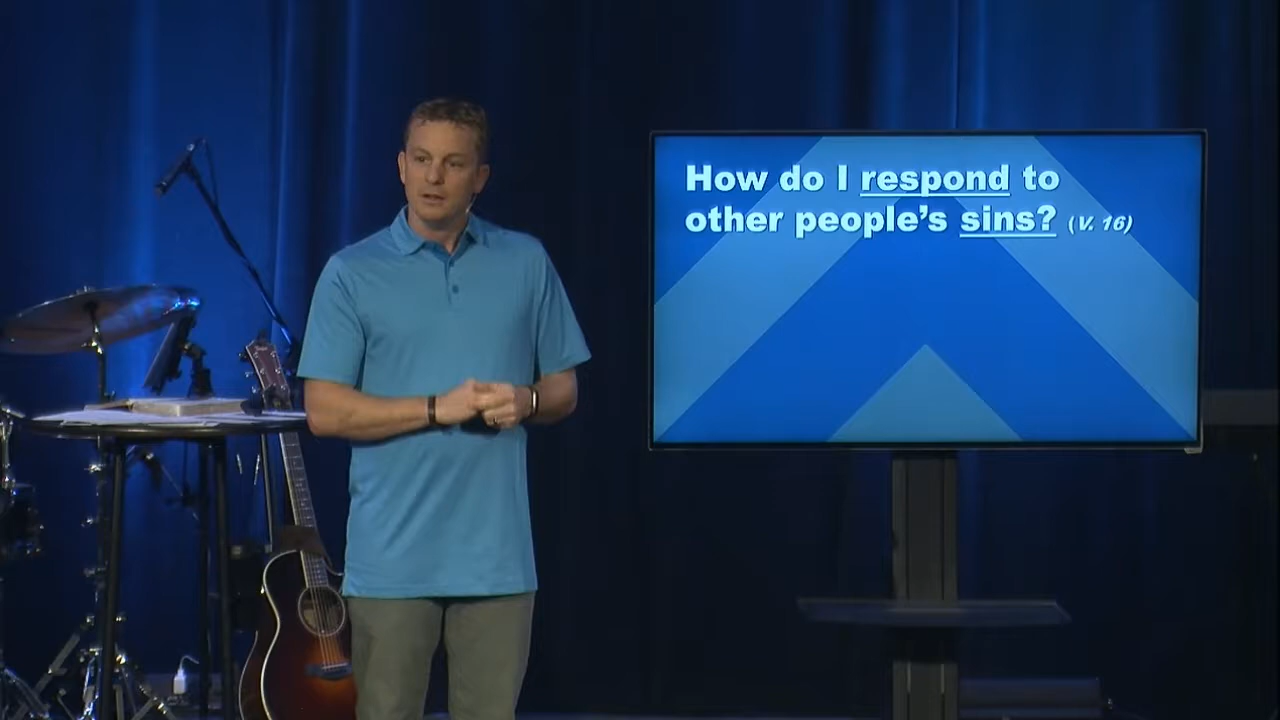 How do I respond to
other people's sins? (V. 16)